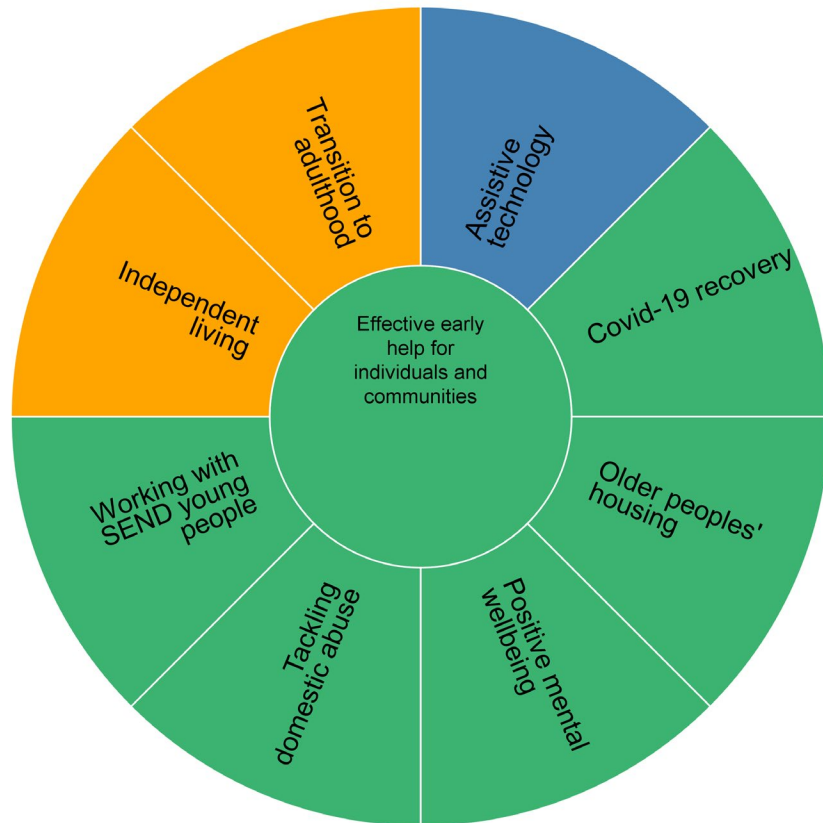 Effective early
help for
individuals and
communities
Assistive
technology
Covid-19 recovery
Older peoples'
housing
Positive mental
wellbeing
Tackling
domestic abuse
Working with
SEND young
people
Independent
living
Transition to
adulthood